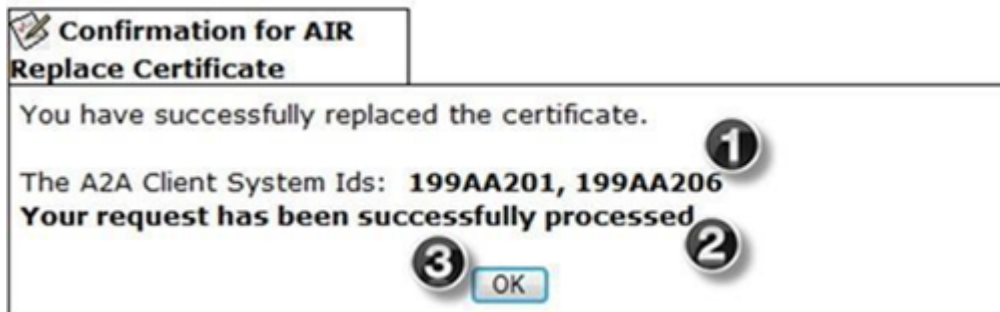 Confirmation for AIR
Replace Certificate
You have successfully replaced the certificate.
1
The A2A Client System Ids: 199AA201, 199AA206
Your request has been successfully processed
2
3
OK